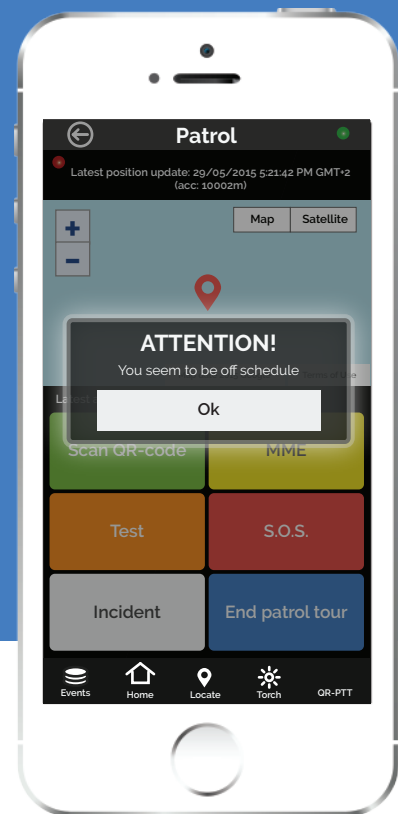 Patrol
Latest position update: 29/05/2015 5:21:42 PM GMT+2
(acc: 10002m)
+
Map Satellite
−
ATTENTION!
You seem to be off schedule
of Use
Ok
Scan QR-code MME
Test S.O.S.
Incident End patrol tour
Events Home Locate Torch QR-PTT